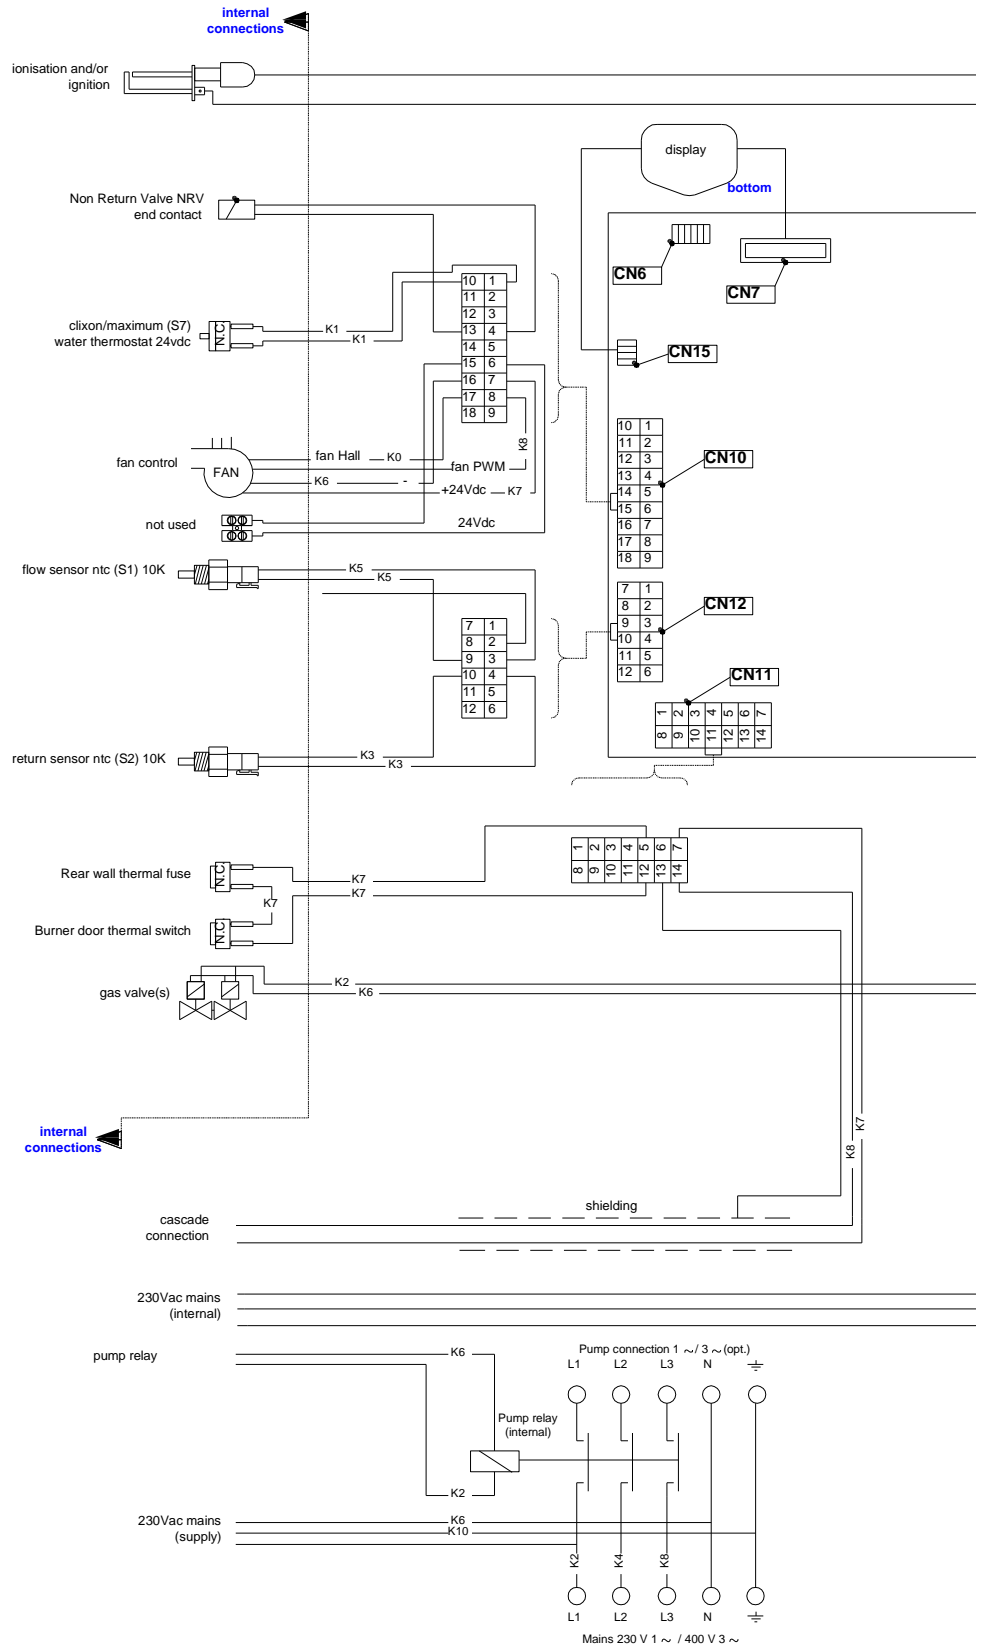 internal
connections
ionisation and/or
ignition
display
bottom
Non Return Valve NRV
end contact
CN6
CN7
10 1
11 2
12 3
13 4
14 5
15 6
16 7
17 8
18 9
clixon/maximum (S7)
water thermostat 24vdc
N.C.
K1
K1
CN15
10 1
11 2
12 3
13 4
14 5
15 6
16 7
17 8
18 9
CN10
K8
fan control
FAN
fan Hall
K0
fan PWM
K6
-
+24Vdc
K7
not used
24Vdc
flow sensor ntc (S1) 10K
K5
K5
7 1
8 2
9 3
10 4
11 5
12 6
CN12
7 1
8 2
9 3
10 4
11 5
12 6
CN11
1 2 3 4 5 6 7
8 9 10 11 12 13 14
return sensor ntc (S2) 10K
K3
K3
1 2 3 4 5 6 7
8 9 10 11 12 13 14
Rear wall thermal fuse
N.C.
K7
K7
K7
Burner door thermal switch
N.C.
gas valve(s)
K2
K6
internal
connections
K7
K8
shielding
cascade
connection
230Vac mains
(internal)
pump relay
K6
Pump connection 1 ~/ 3 ~(opt.)
L1 L2 L3 N
Pump relay
(internal)
K2
230Vac mains
(supply)
K6
K10
K2
K4
K8
L1 L2 L3 N
Mains 230 V 1 ~ / 400 V 3 ~